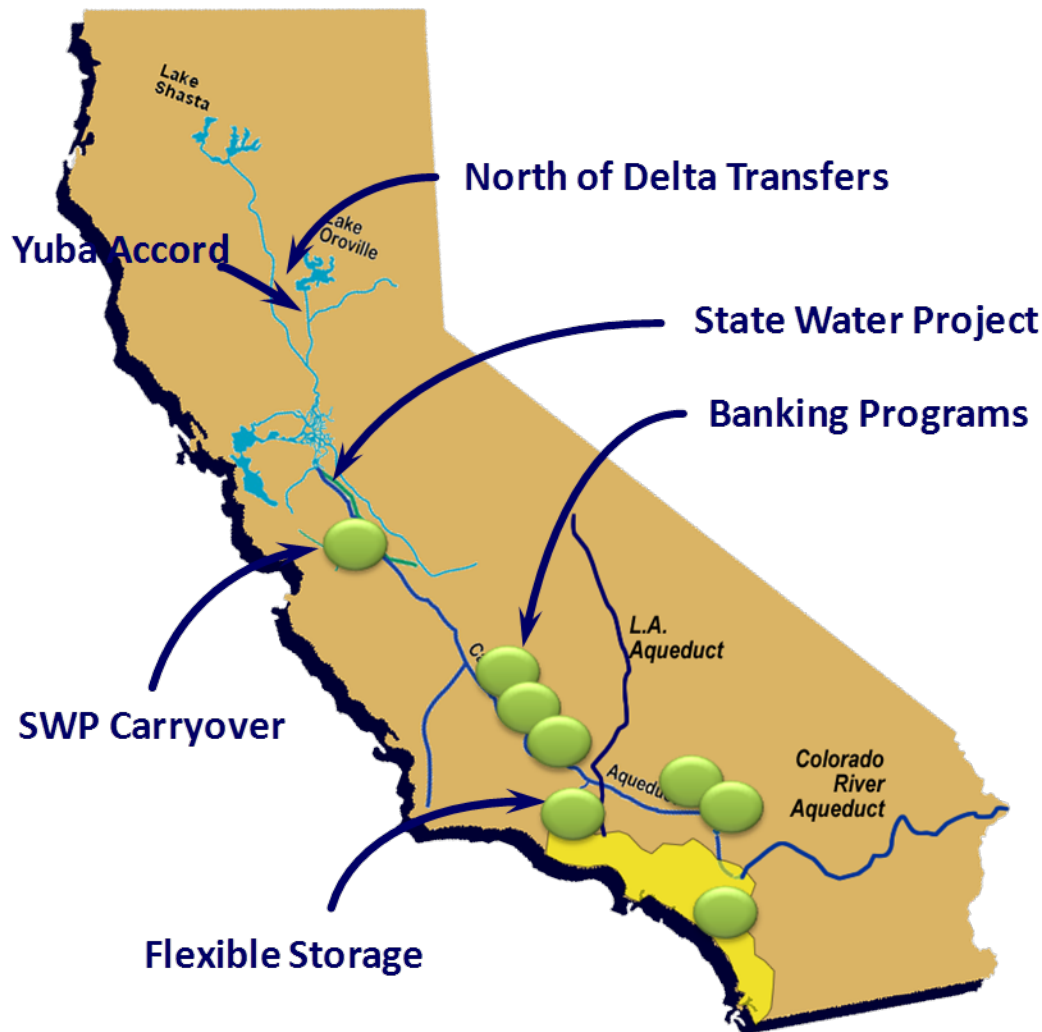 Lake
Shasta
North of Delta Transfers
Lake
Oroville
Yuba Accord
State Water Project
Banking Programs
L.A.
Aqueduct
SWP Carryover
Colorado
River
Aqueduct
Aqueduct
Flexible Storage